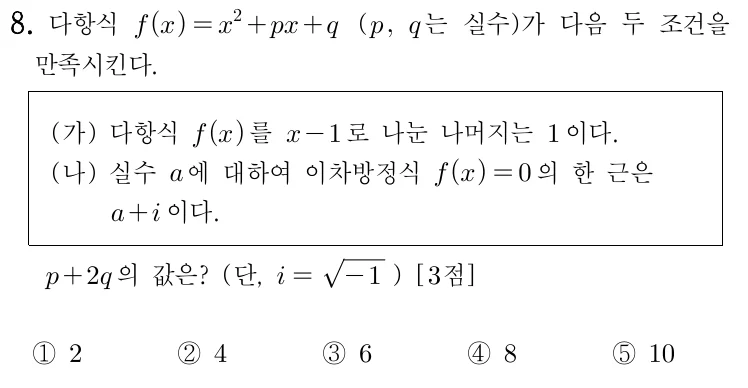 8. 다항식 f(x)=x²+px+q (p, q는 실수)가 다음 두 조건을
만족시킨다.
(가) 다항식 f(x)를 x-1로 나눈 나머지는 1이다.
(나) 실수 a에 대하여 이차방정식 f(x)=0의 한 근은
a+i이다.
p+2q의 값은? (단, i=√-1 ) [3점]
① 2 ② 4 ③ 6 ④ 8 ⑤ 10